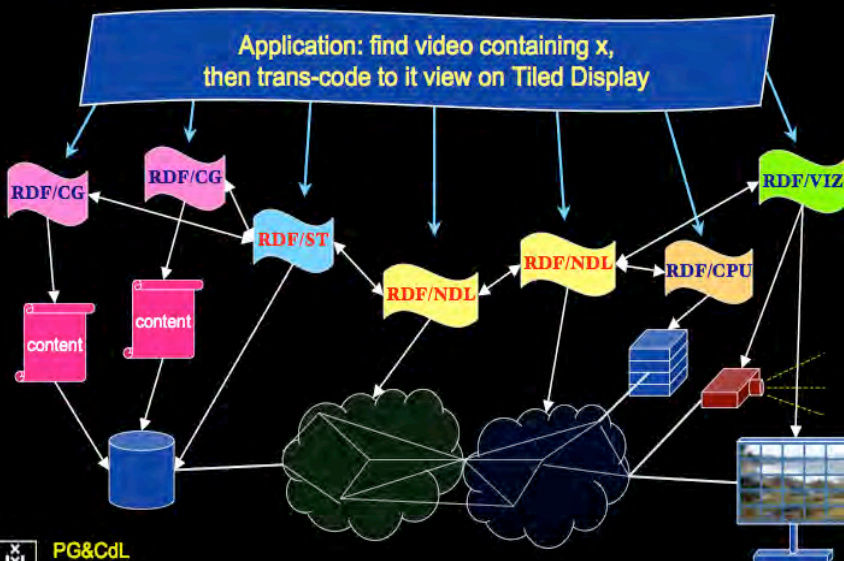 Application: find video containing x,
then trans-code to it view on Tiled Display
RDF/CG
RDF/CG
RDF/VIZ
RDF/ST
RDF/NDL
RDF/NDL
RDF/CPU
content
content
PG&CdL